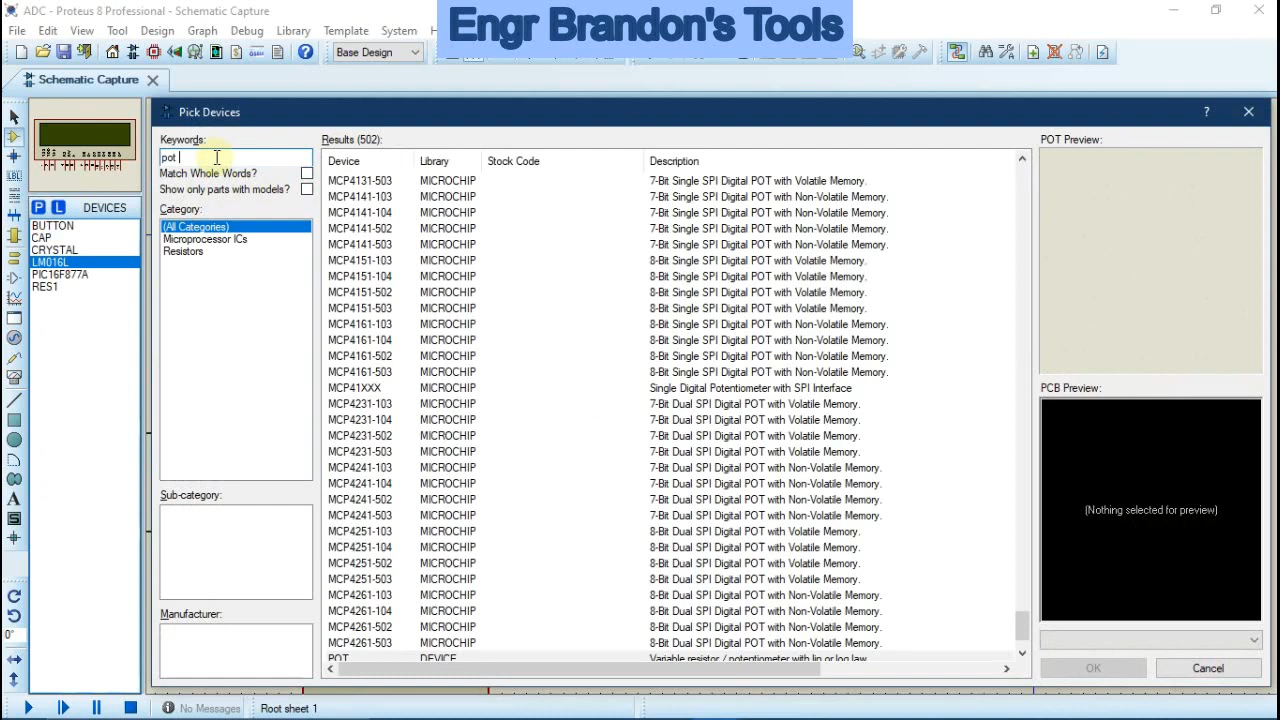 ADC - Proteus 8 Professional - Schematic Capture
Engr Brandon's Tools
File Edit View Tool Design Graph Debug Library Template System
Base Design
Schematic Capture
Pick Devices
Keywords:
pot
Match Whole Words?
Show only parts with models?
Category:
(All Categories)
Microprocessor ICs
Resistors
Sub-category:
Manufacturer:
P L DEVICES
BUTTON
CAP
CRYSTAL
LM016L
PIC16F877A
RES1
Results (502):
Device Library Stock Code Description
MCP4131-503 MICROCHIP 7-Bit Single SPI Digital POT with Volatile Memory.
MCP4141-103 MICROCHIP 7-Bit Single SPI Digital POT with Non-Volatile Memory.
MCP4141-104 MICROCHIP 7-Bit Single SPI Digital POT with Non-Volatile Memory.
MCP4141-502 MICROCHIP 7-Bit Single SPI Digital POT with Non-Volatile Memory.
MCP4141-503 MICROCHIP 7-Bit Single SPI Digital POT with Non-Volatile Memory.
MCP4151-103 MICROCHIP 8-Bit Single SPI Digital POT with Volatile Memory.
MCP4151-104 MICROCHIP 8-Bit Single SPI Digital POT with Volatile Memory.
MCP4151-502 MICROCHIP 8-Bit Single SPI Digital POT with Volatile Memory.
MCP4151-503 MICROCHIP 8-Bit Single SPI Digital POT with Volatile Memory.
MCP4161-103 MICROCHIP 8-Bit Single SPI Digital POT with Non-Volatile Memory.
MCP4161-104 MICROCHIP 8-Bit Single SPI Digital POT with Non-Volatile Memory.
MCP4161-502 MICROCHIP 8-Bit Single SPI Digital POT with Non-Volatile Memory.
MCP4161-503 MICROCHIP 8-Bit Single SPI Digital POT with Non-Volatile Memory.
MCP41XXX MICROCHIP Single Digital Potentiometer with SPI Interface
MCP4231-103 MICROCHIP 7-Bit Dual SPI Digital POT with Volatile Memory.
MCP4231-104 MICROCHIP 7-Bit Dual SPI Digital POT with Volatile Memory.
MCP4231-502 MICROCHIP 7-Bit Dual SPI Digital POT with Volatile Memory.
MCP4231-503 MICROCHIP 7-Bit Dual SPI Digital POT with Volatile Memory.
MCP4241-103 MICROCHIP 7-Bit Dual SPI Digital POT with Non-Volatile Memory.
MCP4241-104 MICROCHIP 7-Bit Dual SPI Digital POT with Non-Volatile Memory.
MCP4241-502 MICROCHIP 7-Bit Dual SPI Digital POT with Non-Volatile Memory.
MCP4241-503 MICROCHIP 7-Bit Dual SPI Digital POT with Non-Volatile Memory.
MCP4251-103 MICROCHIP 8-Bit Dual SPI Digital POT with Volatile Memory.
MCP4251-104 MICROCHIP 8-Bit Dual SPI Digital POT with Volatile Memory.
MCP4251-502 MICROCHIP 8-Bit Dual SPI Digital POT with Volatile Memory.
MCP4251-503 MICROCHIP 8-Bit Dual SPI Digital POT with Volatile Memory.
MCP4261-103 MICROCHIP 8-Bit Dual SPI Digital POT with Non-Volatile Memory.
MCP4261-104 MICROCHIP 8-Bit Dual SPI Digital POT with Non-Volatile Memory.
MCP4261-502 MICROCHIP 8-Bit Dual SPI Digital POT with Non-Volatile Memory.
MCP4261-503 MICROCHIP 8-Bit Dual SPI Digital POT with Non-Volatile Memory.
POT DEVICE Variable resistor / potentiometer with lin or log law
POT Preview:
PCB Preview:
(Nothing selected for preview)
OK Cancel
0°
No Messages Root sheet 1